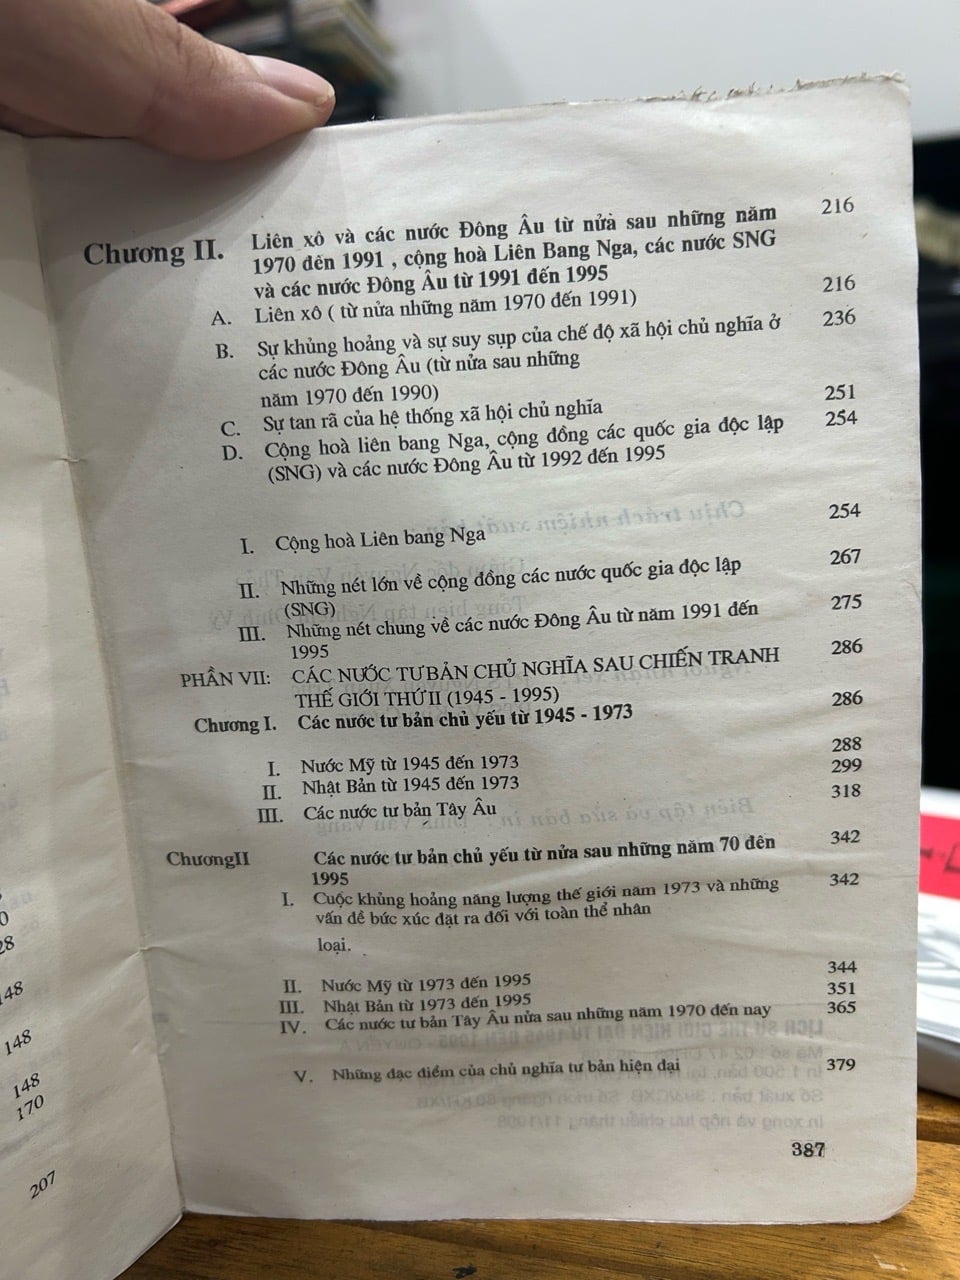 Chương II. Liên xô và các nước Đông Âu từ nửa sau những năm 216
1970 đến 1991 , cộng hoà Liên Bang Nga, các nước SNG
và các nước Đông Âu từ 1991 đến 1995
A. Liên xô ( từ nửa những năm 1970 đến 1991) 216
B. Sự khủng hoảng và sự suy sụp của chế độ xã hội chủ nghĩa ở 236
các nước Đông Âu (từ nửa sau những
năm 1970 đến 1990)
C. Sự tan rã của hệ thống xã hội chủ nghĩa 251
D. Cộng hoà liên bang Nga, cộng đồng các quốc gia độc lập 254
(SNG) và các nước Đông Âu từ 1992 đến 1995
I. Cộng hoà Liên bang Nga 254
II. Những nét lớn về cộng đồng các nước quốc gia độc lập 267
(SNG)
III. Những nét chung về các nước Đông Âu từ năm 1991 đến 275
1995
PHẦN VII: CÁC NƯỚC TƯ BẢN CHỦ NGHĨA SAU CHIẾN TRANH 286
THẾ GIỚI THỨ II (1945 - 1995)
Chương I. Các nước tư bản chủ yếu từ 1945 - 1973 286
I. Nước Mỹ từ 1945 đến 1973 288
II. Nhật Bản từ 1945 đến 1973 299
III. Các nước tư bản Tây Âu 318
ChươngII Các nước tư bản chủ yếu từ nửa sau những năm 70 đên 342
1995
I. Cuộc khủng hoảng năng lượng thế giới năm 1973 và những 342
vấn đề bức xúc đặt ra đối với toàn thể nhân
loại.
II. Nước Mỹ từ 1973 đến 1995 344
III. Nhật Bản từ 1973 đến 1995 351
IV. Các nước tư bản Tây Âu nửa sau những năm 1970 đến nay 365
V. Những đặc điểm của chủ nghĩa tư bản hiện đại 379
387
148
148
148
170
207